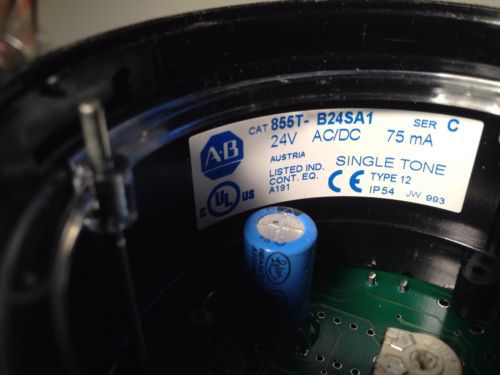 CAT 855T- B24SA1 SER C
24V AC/DC 75 mA
A-B
AUSTRIA
SINGLE TONE
LISTED IND.
CONT. EQ.
A191
CE TYPE 12
IP54 JW 993
C UL US